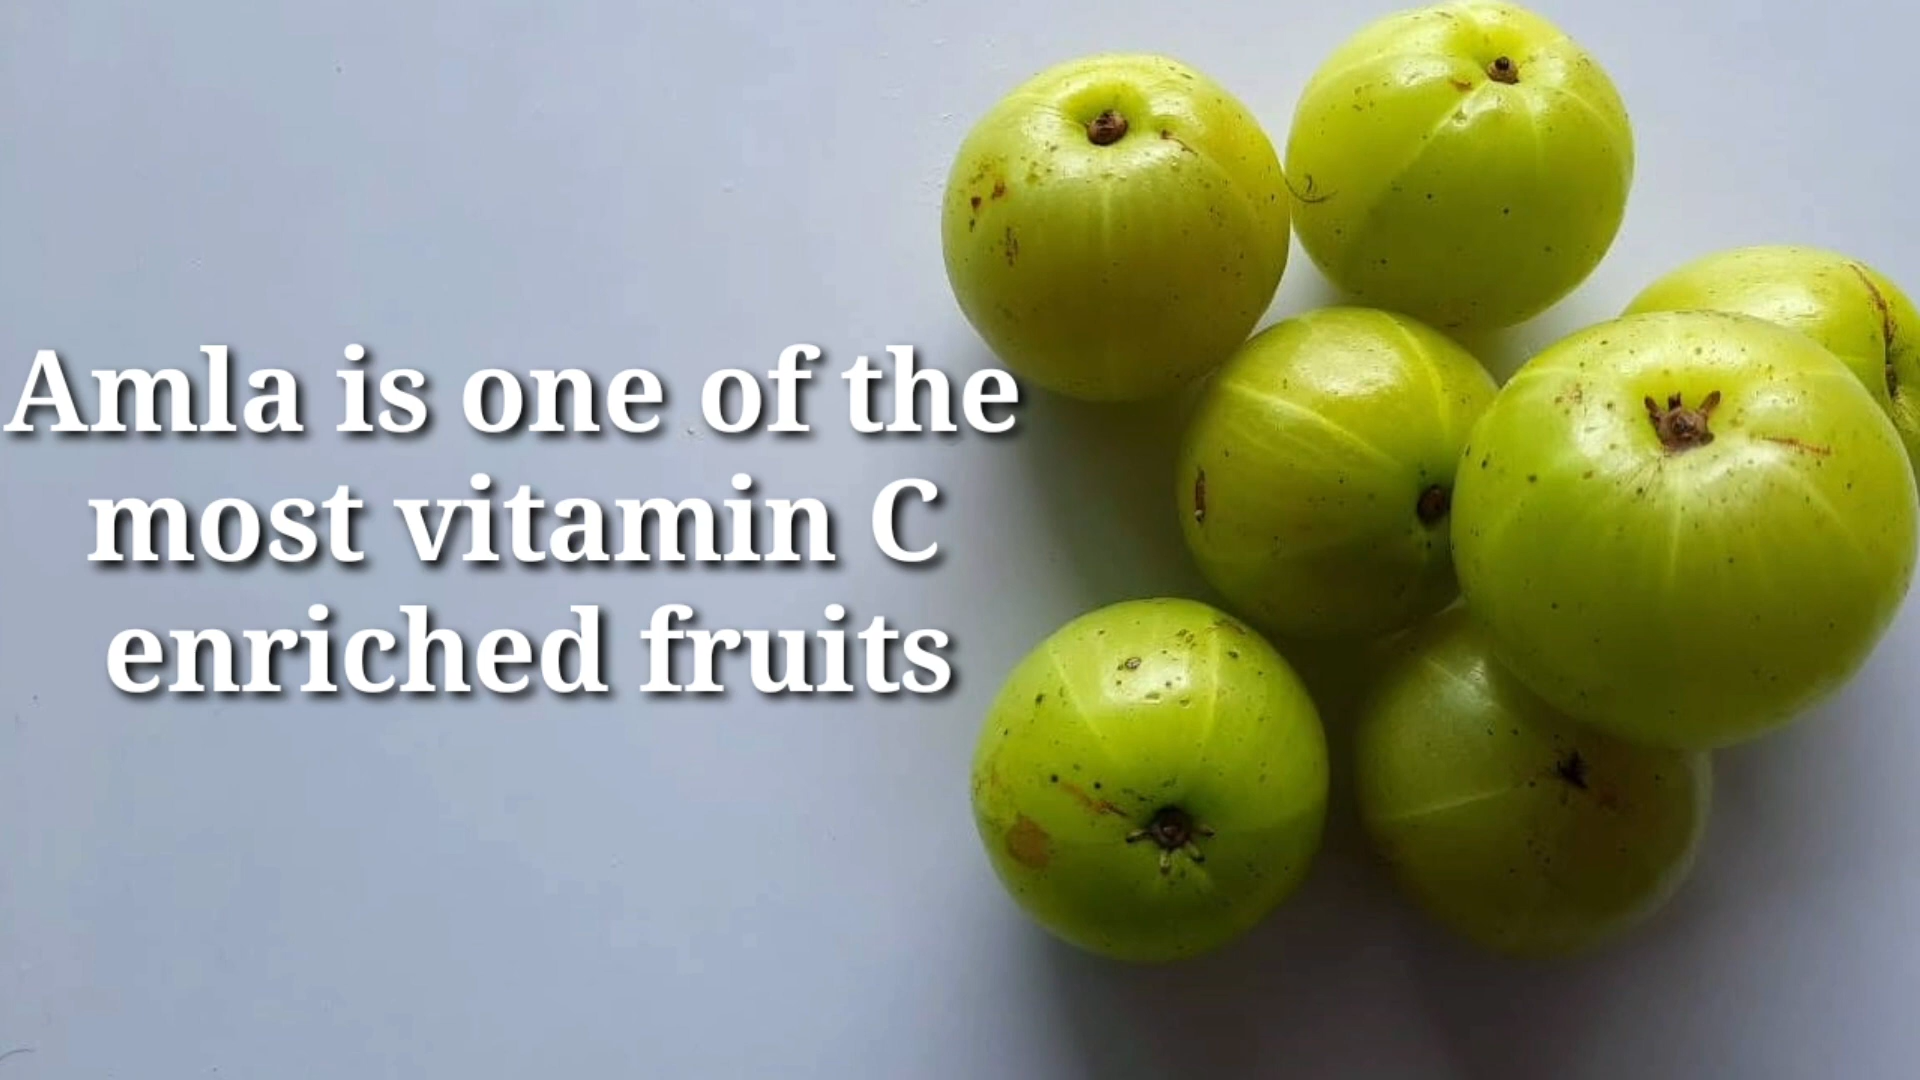 Amla is one of the
most vitamin C
enriched fruits